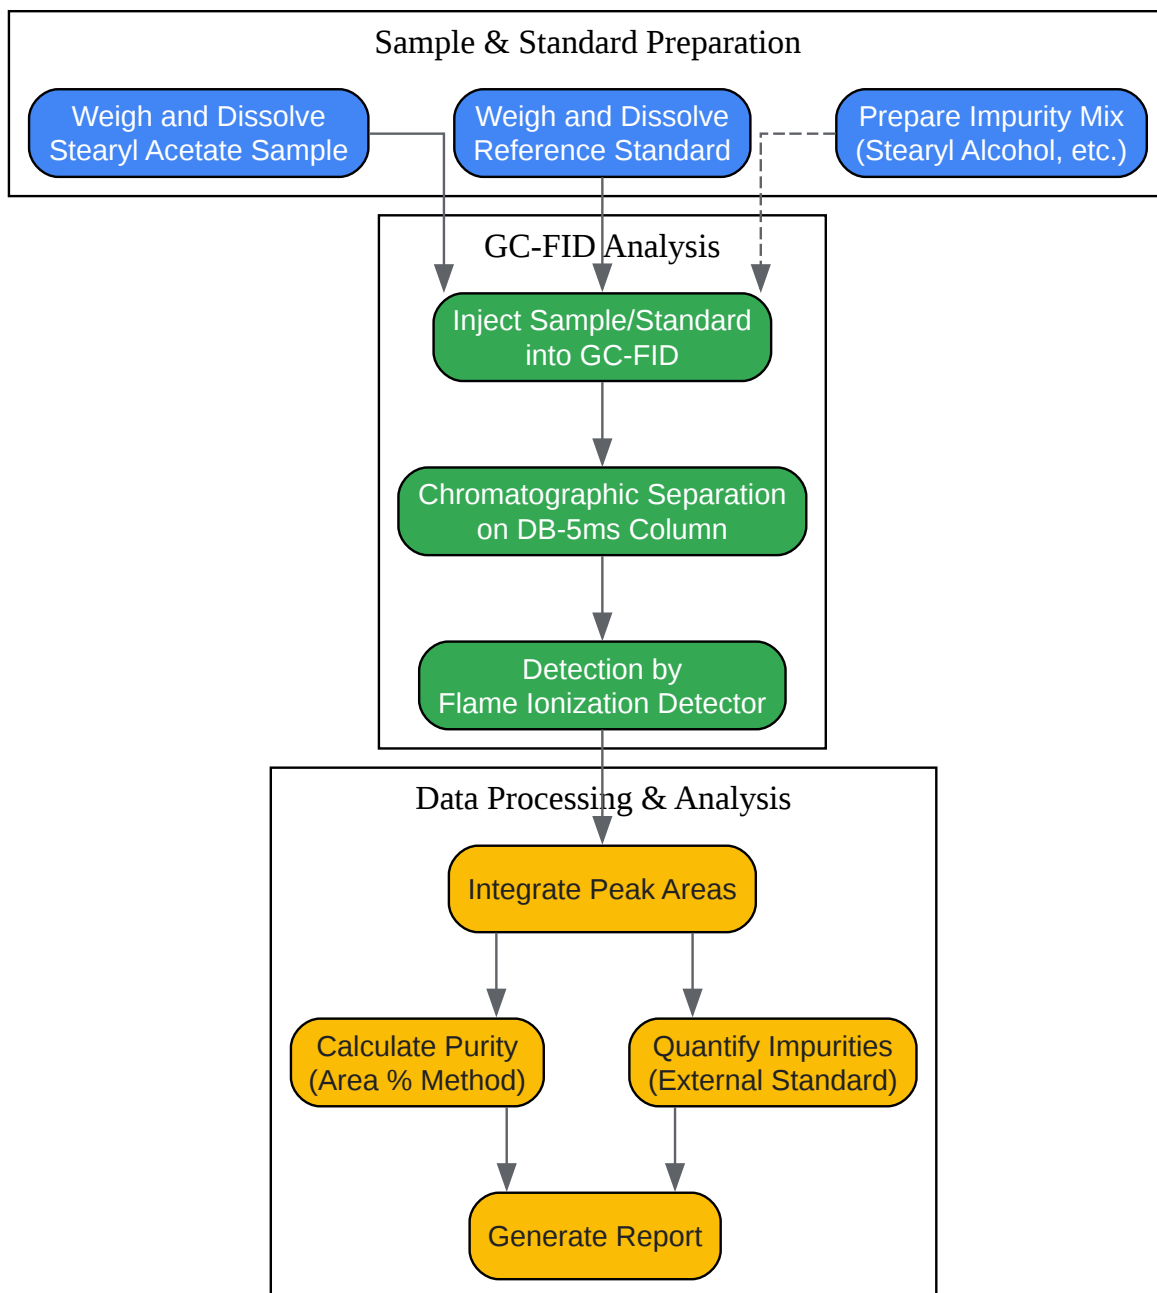 Sample & Standard Preparation
Weigh and Dissolve
Stearyl Acetate Sample
Weigh and Dissolve
Reference Standard
Prepare Impurity Mix
(Stearyl Alcohol, etc.)
GC-FID Analysis
Inject Sample/Standard
into GC-FID
Chromatographic Separation
on DB-5ms Column
Detection by
Flame Ionization Detector
Data Processing & Analysis
Integrate Peak Areas
Calculate Purity
(Area % Method)
Quantify Impurities
(External Standard)
Generate Report